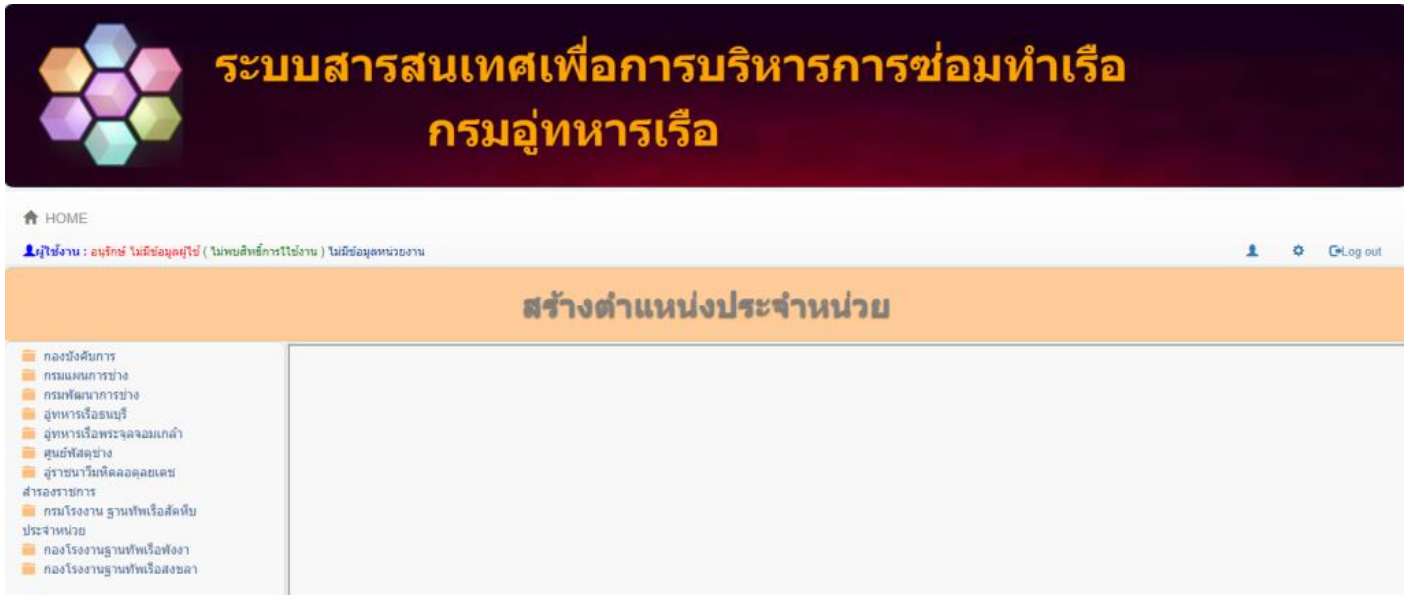 ระบบสารสนเทศเพื่อการบริหารการซ่อมทำเรือ
กรมอู่ทหารเรือ
HOME
ผู้ใช้งาน : อนุรักษ์ ไม่มีข้อมูลผู้ใช้ ( ไม่พบสิทธิ์การใช้งาน ) ไม่มีข้อมูลหน่วยงาน
Log out
สร้างตำแหน่งประจำหน่วย
กองบังคับการ
กรมแผนการช่าง
กรมพัฒนาการช่าง
อู่ทหารเรือธนบุรี
อู่ทหารเรือพระจุลจอมเกล้า
ศูนย์พัสดุช่าง
อู่ราชนาวีมหิดลอดุลยเดช
สำรองราชการ
กรมโรงงาน ฐานทัพเรือสัตหีบ
ประจำหน่วย
กองโรงงานฐานทัพเรือพังงา
กองโรงงานฐานทัพเรือสงขลา